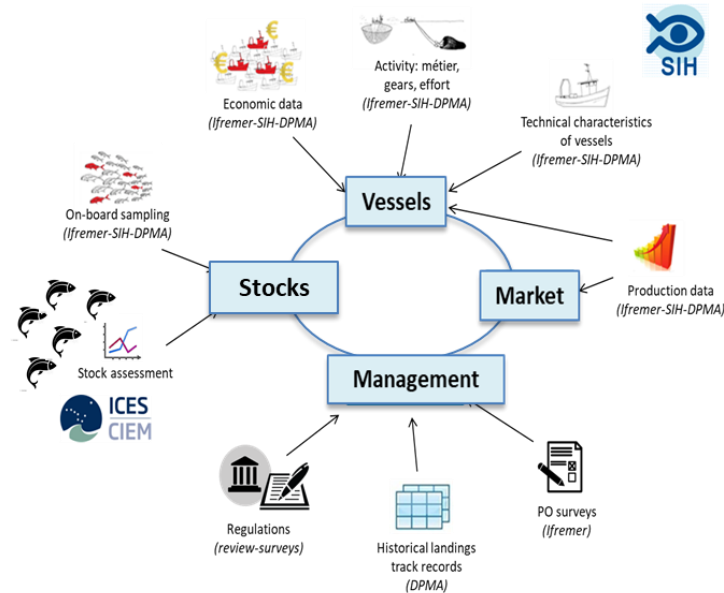 SIH
Economic data
(Ifremer-SIH-DPMA)
Activity: métier,
gears, effort
(Ifremer-SIH-DPMA)
Technical characteristics
of vessels
(Ifremer-SIH-DPMA)
On-board sampling
(Ifremer-SIH-DPMA)
Vessels
Stocks
Market
Production data
(Ifremer-SIH-DPMA)
Stock assessment
ICES
CIEM
Management
Regulations
(review-surveys)
Historical landings
track records
(DPMA)
PO surveys
(Ifremer)